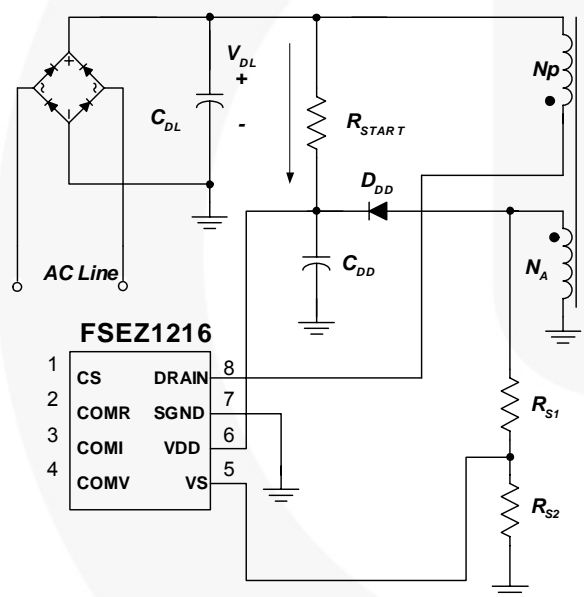 V_DL
+
-
C_DL
R_START
Np
D_DD
C_DD
N_A
AC Line
+
~
~
-
FSEZ1216
1 CS DRAIN 8
2 COMR SGND 7
3 COMI VDD 6
4 COMV VS 5
R_S1
R_S2